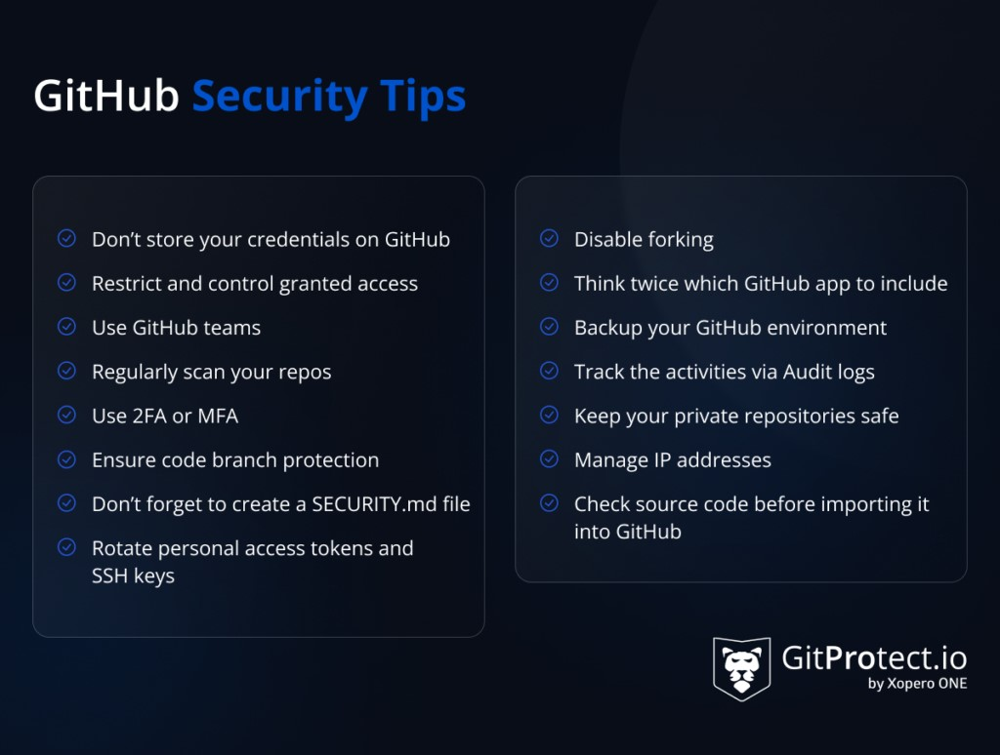 GitHub Security Tips
Don’t store your credentials on GitHub
Restrict and control granted access
Use GitHub teams
Regularly scan your repos
Use 2FA or MFA
Ensure code branch protection
Don’t forget to create a SECURITY.md file
Rotate personal access tokens and
SSH keys
Disable forking
Think twice which GitHub app to include
Backup your GitHub environment
Track the activities via Audit logs
Keep your private repositories safe
Manage IP addresses
Check source code before importing it
into GitHub
GitProtect.io
by Xopero ONE